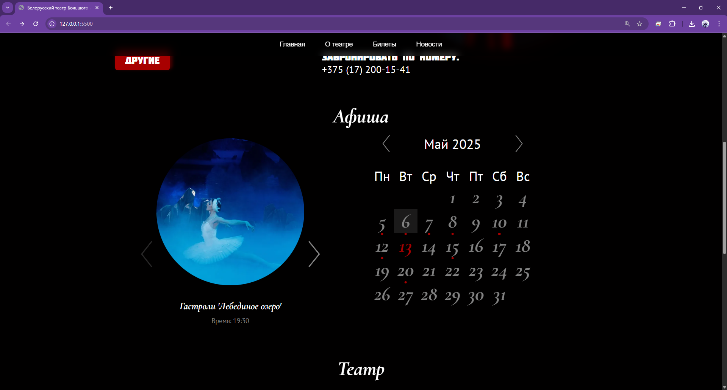 Белорусский театр Большого
127.0.0.1:5500
Главная О театре Билеты Новости
ДРУГИЕ
ЗАБРОНИРОВАТЬ ПО НОМЕРУ:
+375 (17) 200-15-41
Афиша
Май 2025
Пн Вт Ср Чт Пт Сб Вс
1 2 3 4
5 6 7 8 9 10 11
12 13 14 15 16 17 18
19 20 21 22 23 24 25
26 27 28 29 30 31
Гастроли 'Лебединое озеро'
Время: 19:30
Театр